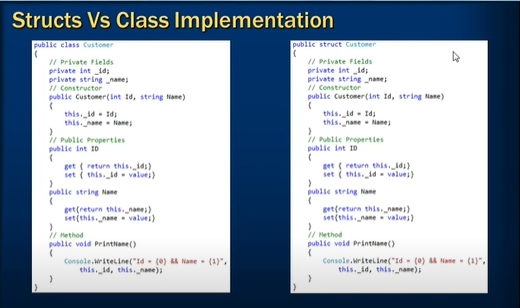 Structs Vs Class Implementation
public class Customer
{
// Private Fields
private int _id;
private string _name;
// Constructor
public Customer(int Id, string Name)
{
this._id = Id;
this._name = Name;
}
// Public Properties
public int ID
{
get { return this._id;}
set { this._id = value;}
}
public string Name
{
get{return this._name;}
set{this._name = value;}
}
// Method
public void PrintName()
{
Console.WriteLine("Id = {0} && Name = {1}",
this._id, this._name);
}
}
public struct Customer
{
// Private Fields
private int _id;
private string _name;
// Constructor
public Customer(int Id, string Name)
{
this._id = Id;
this._name = Name;
}
// Public Properties
public int ID
{
get { return this._id;}
set { this._id = value;}
}
public string Name
{
get{return this._name;}
set{this._name = value;}
}
// Method
public void PrintName()
{
Console.WriteLine("Id = {0} && Name = {1}",
this._id, this._name);
}
}